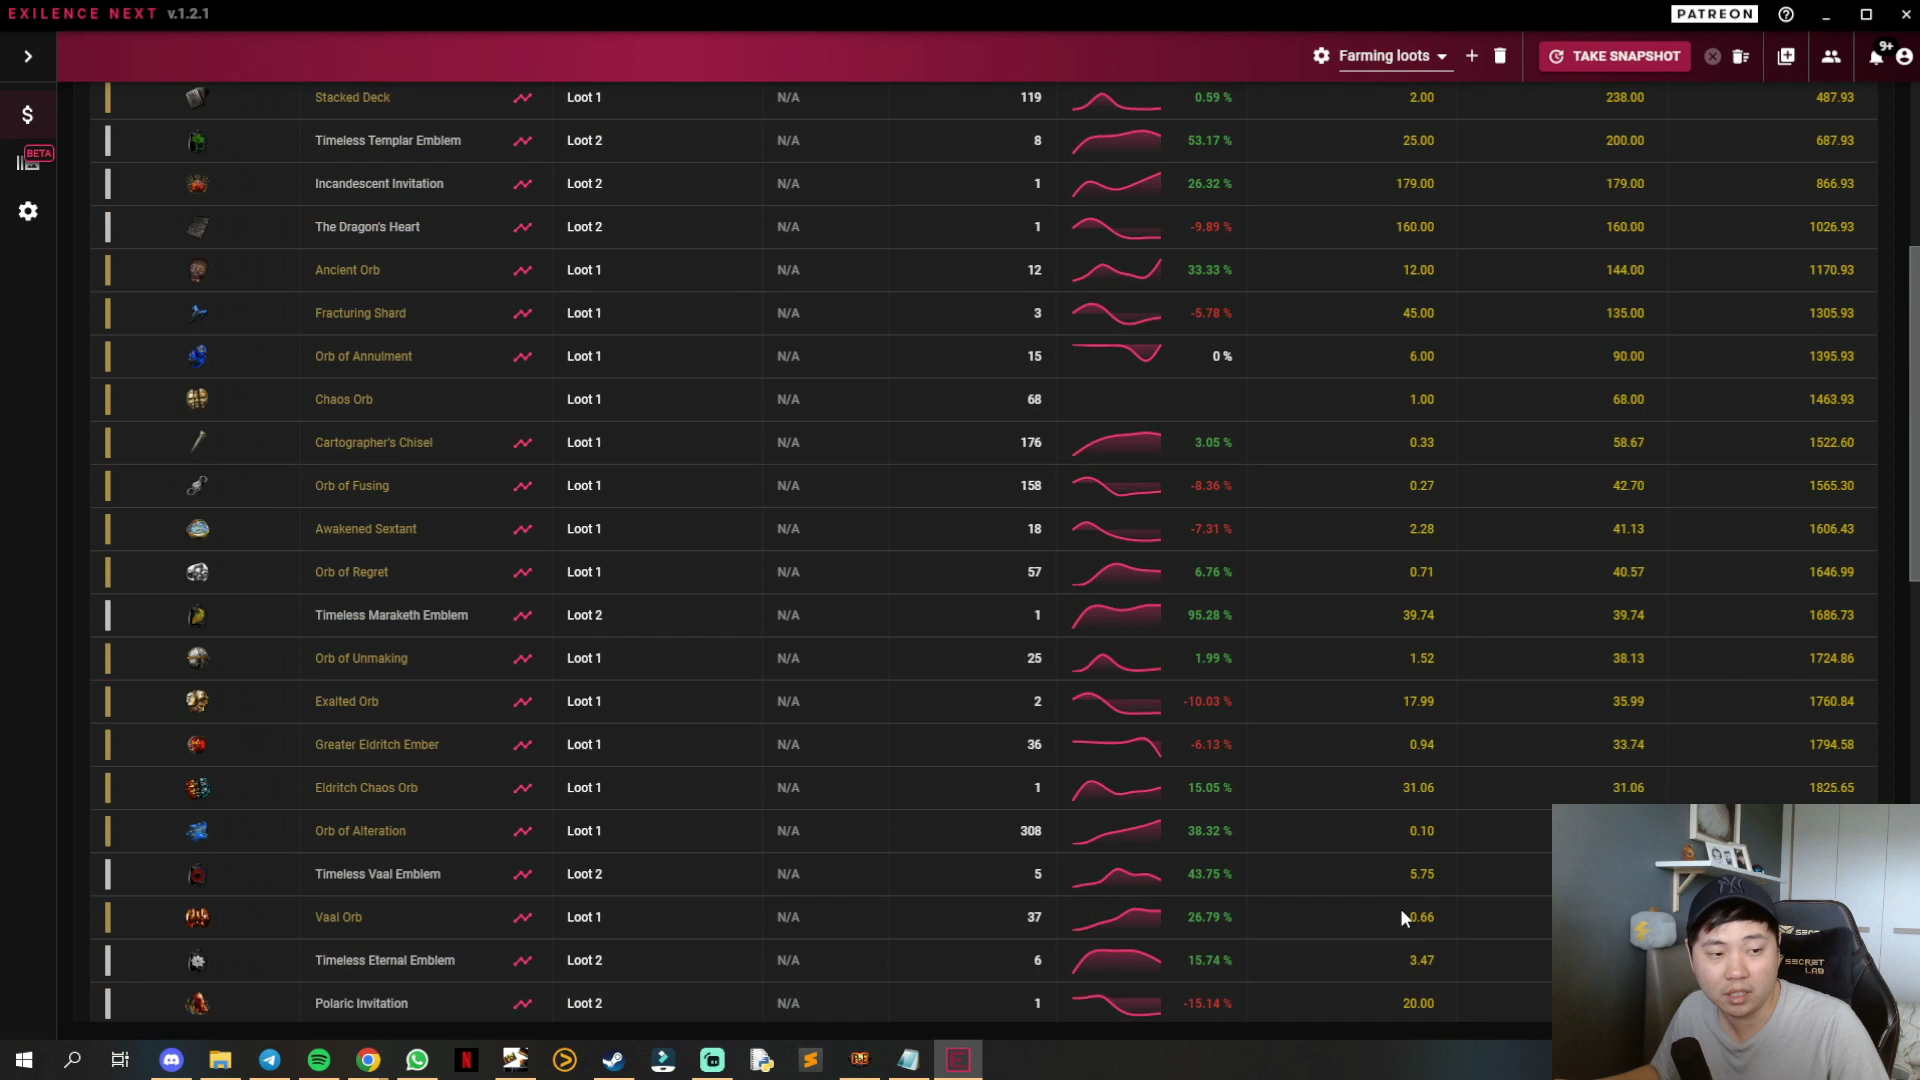 EXILENCE NEXT v.1.2.1
PATREON
Farming loots
TAKE SNAPSHOT
9+
$
BETA
Stacked Deck Loot 1 N/A 119 0.59 % 2.00 238.00 487.93
Timeless Templar Emblem Loot 2 N/A 8 53.17 % 25.00 200.00 687.93
Incandescent Invitation Loot 2 N/A 1 26.32 % 179.00 179.00 866.93
The Dragon's Heart Loot 2 N/A 1 -9.89 % 160.00 160.00 1026.93
Ancient Orb Loot 1 N/A 12 33.33 % 12.00 144.00 1170.93
Fracturing Shard Loot 1 N/A 3 -5.78 % 45.00 135.00 1305.93
Orb of Annulment Loot 1 N/A 15 0 % 6.00 90.00 1395.93
Chaos Orb Loot 1 N/A 68 1.00 68.00 1463.93
Cartographer's Chisel Loot 1 N/A 176 3.05 % 0.33 58.67 1522.60
Orb of Fusing Loot 1 N/A 158 -8.36 % 0.27 42.70 1565.30
Awakened Sextant Loot 1 N/A 18 -7.31 % 2.28 41.13 1606.43
Orb of Regret Loot 1 N/A 57 6.76 % 0.71 40.57 1646.99
Timeless Maraketh Emblem Loot 2 N/A 1 95.28 % 39.74 39.74 1686.73
Orb of Unmaking Loot 1 N/A 25 1.99 % 1.52 38.13 1724.86
Exalted Orb Loot 1 N/A 2 -10.03 % 17.99 35.99 1760.84
Greater Eldritch Ember Loot 1 N/A 36 -6.13 % 0.94 33.74 1794.58
Eldritch Chaos Orb Loot 1 N/A 1 15.05 % 31.06 31.06 1825.65
Orb of Alteration Loot 1 N/A 308 38.32 % 0.10
Timeless Vaal Emblem Loot 2 N/A 5 43.75 % 5.75
Vaal Orb Loot 1 N/A 37 26.79 % 0.66
Timeless Eternal Emblem Loot 2 N/A 6 15.74 % 3.47
Polaric Invitation Loot 2 N/A 1 -15.14 % 20.00
SECRET
LAB